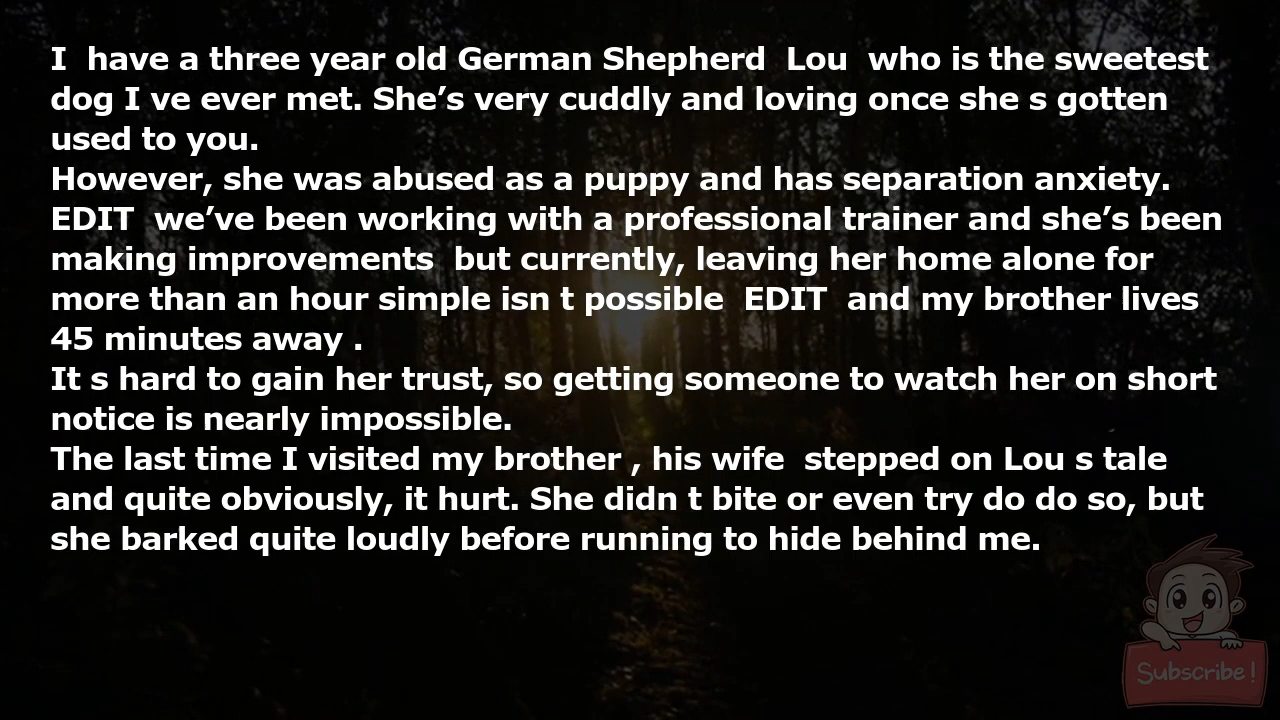 I  have a three year old German Shepherd  Lou  who is the sweetest
dog I ve ever met. She’s very cuddly and loving once she s gotten
used to you.
However, she was abused as a puppy and has separation anxiety.
EDIT  we’ve been working with a professional trainer and she’s been
making improvements  but currently, leaving her home alone for
more than an hour simple isn t possible  EDIT  and my brother lives
45 minutes away .
It s hard to gain her trust, so getting someone to watch her on short
notice is nearly impossible.
The last time I visited my brother , his wife  stepped on Lou s tale
and quite obviously, it hurt. She didn t bite or even try do do so, but
she barked quite loudly before running to hide behind me.
Subscribe!